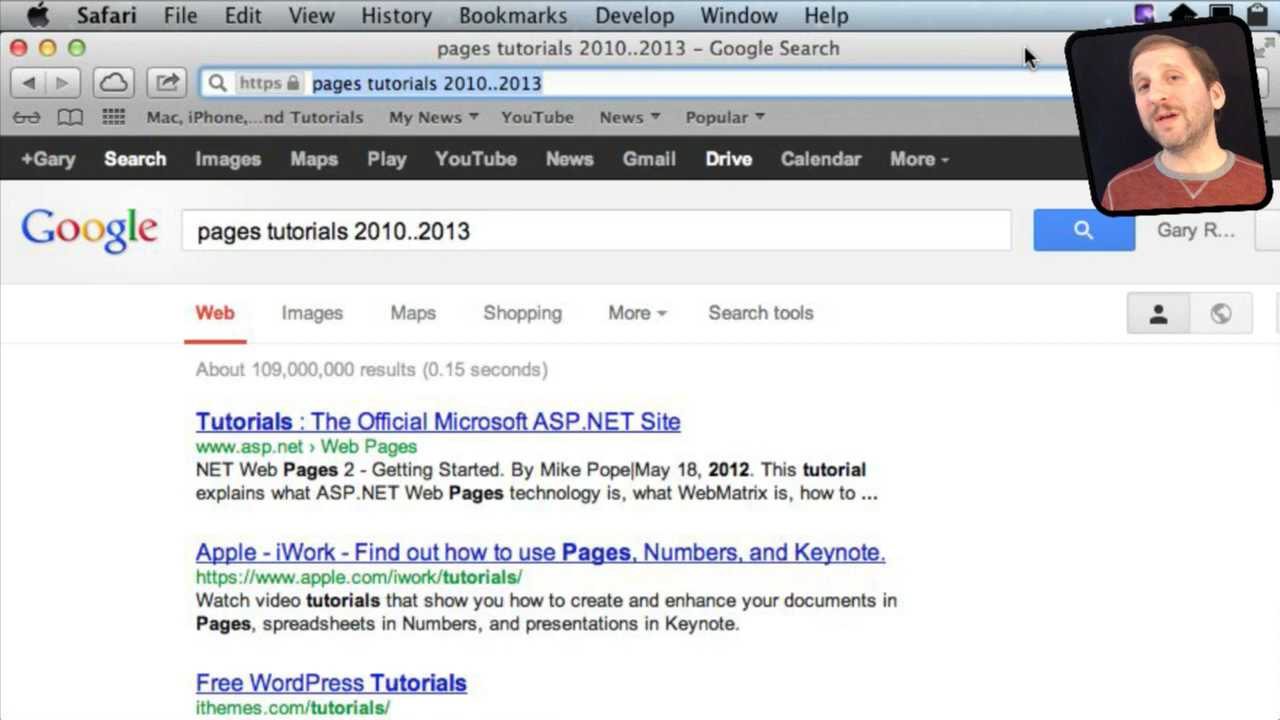 Safari File Edit View History Bookmarks Develop Window Help
pages tutorials 2010..2013 – Google Search
https pages tutorials 2010..2013
Mac, iPhone,...nd Tutorials My News YouTube News Popular
+Gary Search Images Maps Play YouTube News Gmail Drive Calendar More
Google pages tutorials 2010..2013 Gary R...
Web Images Maps Shopping More Search tools
About 109,000,000 results (0.15 seconds)
Tutorials : The Official Microsoft ASP.NET Site
www.asp.net › Web Pages
NET Web Pages 2 - Getting Started. By Mike Pope|May 18, 2012. This tutorial
explains what ASP.NET Web Pages technology is, what WebMatrix is, how to ...
Apple - iWork - Find out how to use Pages, Numbers, and Keynote.
https://www.apple.com/iwork/tutorials/
Watch video tutorials that show you how to create and enhance your documents in
Pages, spreadsheets in Numbers, and presentations in Keynote.
Free WordPress Tutorials
ithemes.com/tutorials/